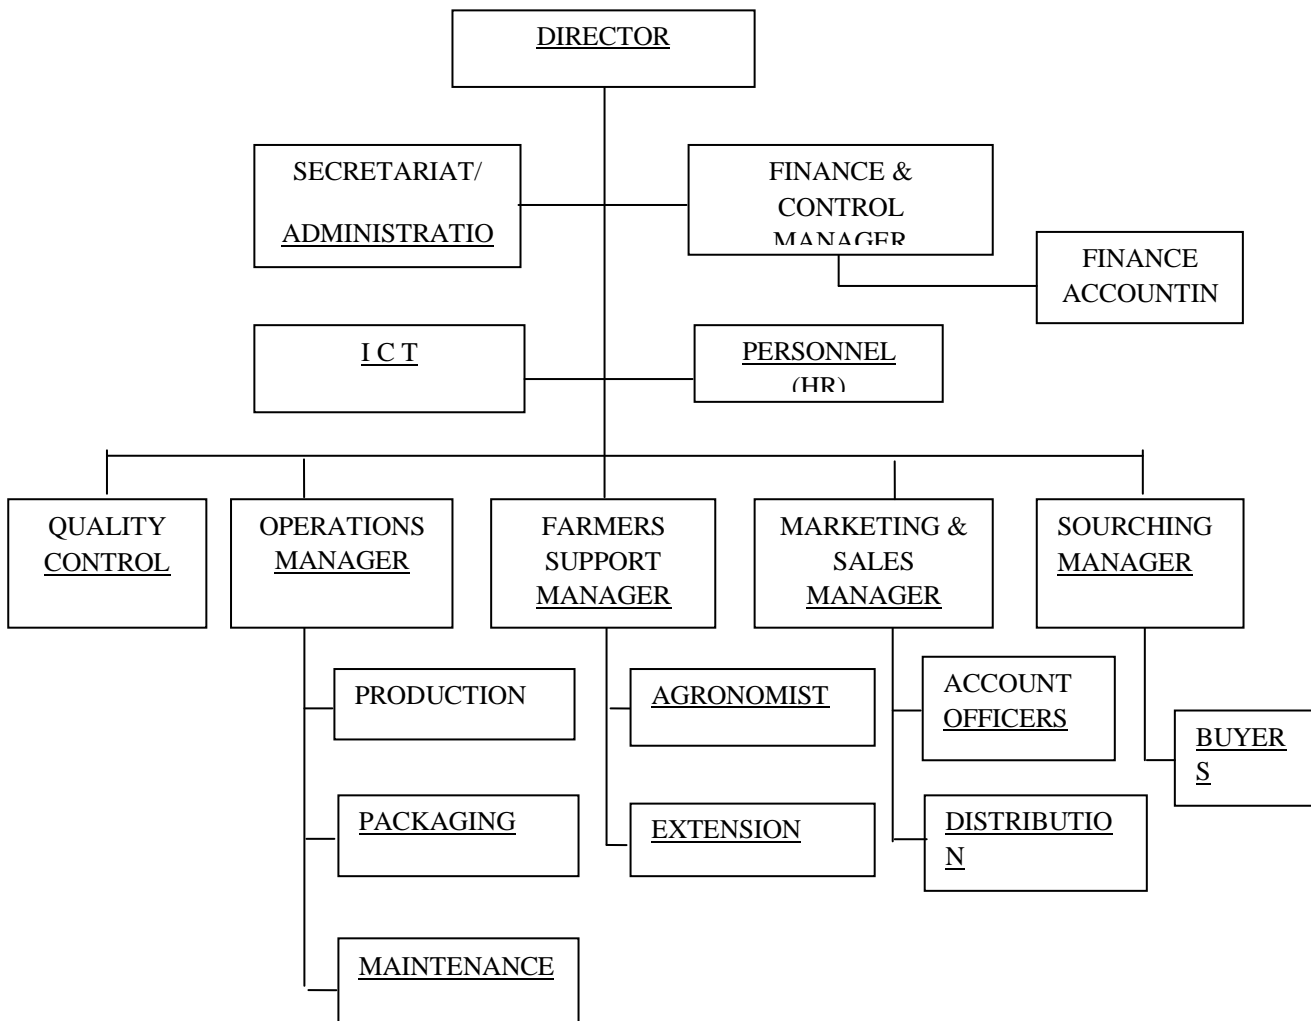 DIRECTOR
SECRETARIAT/
ADMINISTRATIO
FINANCE &
CONTROL
MANAGER
FINANCE
ACCOUNTIN
I C T
PERSONNEL
(HR)
QUALITY
CONTROL
OPERATIONS
MANAGER
FARMERS
SUPPORT
MANAGER
MARKETING &
SALES
MANAGER
SOURCHING
MANAGER
PRODUCTION
AGRONOMIST
ACCOUNT
OFFICERS
BUYER
S
PACKAGING
EXTENSION
DISTRIBUTIO
N
MAINTENANCE